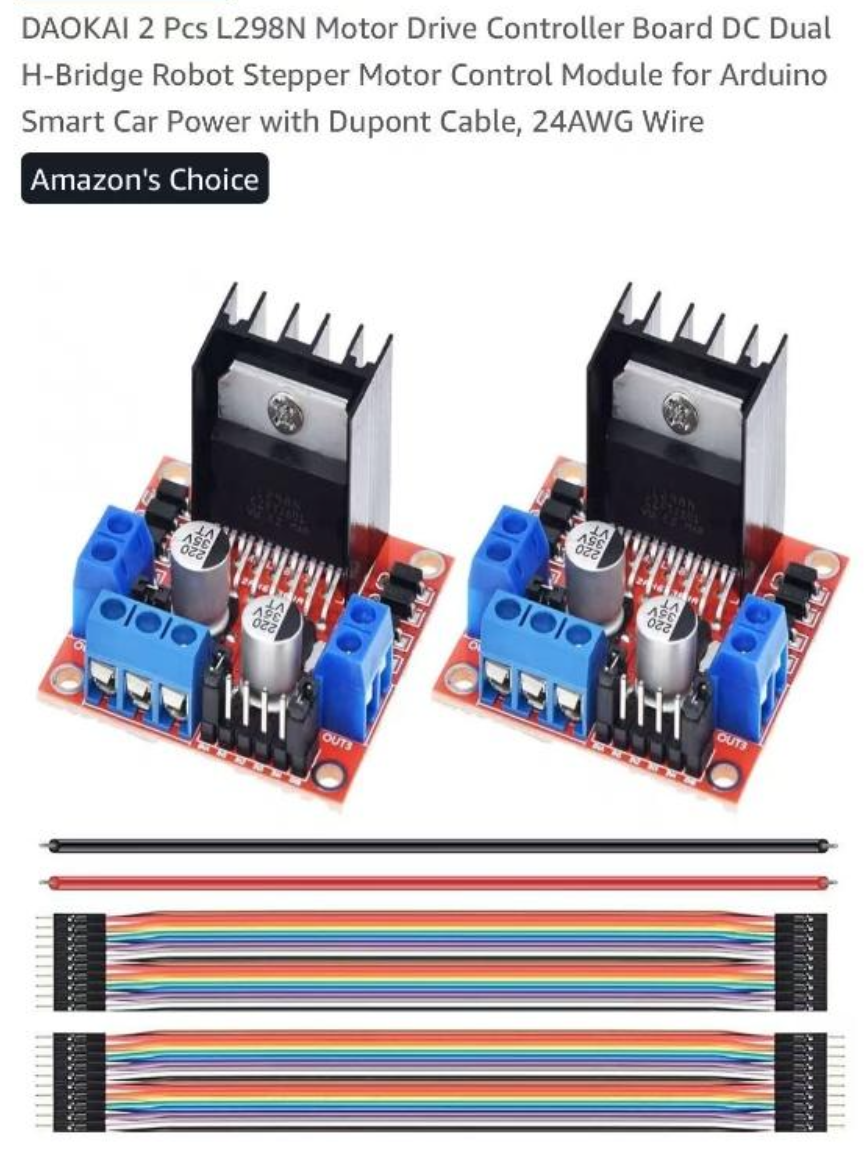 DAOKAI 2 Pcs L298N Motor Drive Controller Board DC Dual
H-Bridge Robot Stepper Motor Control Module for Arduino
Smart Car Power with Dupont Cable, 24AWG Wire
Amazon's Choice
220
35V
VT
220
35V
VT
220
35V
220
35V
OUT3
OUT3